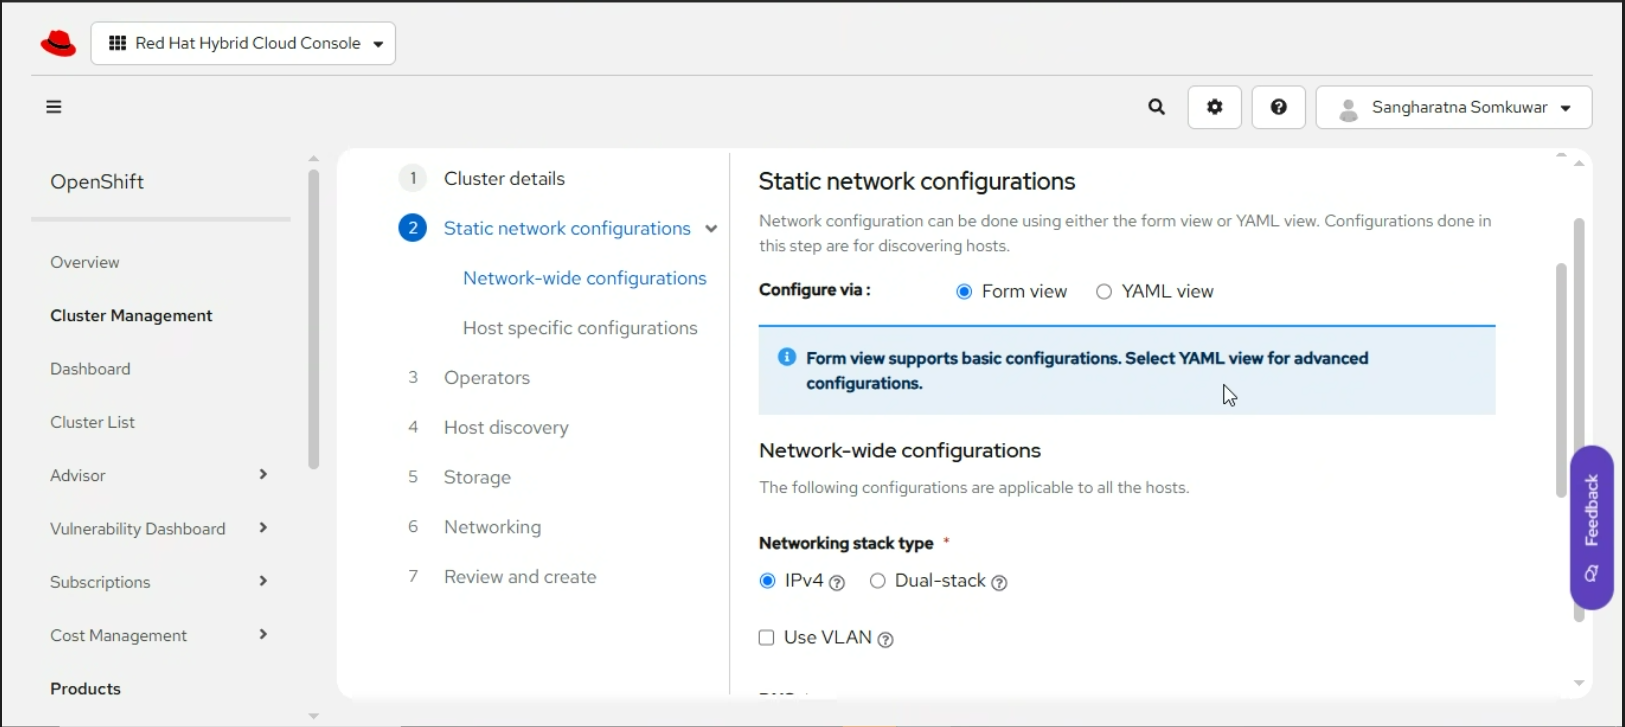 Red Hat Hybrid Cloud Console
Sangharatna Somkuwar
OpenShift
Overview
Cluster Management
Dashboard
Cluster List
Advisor
Vulnerability Dashboard
Subscriptions
Cost Management
Products
1 Cluster details
2 Static network configurations
Network-wide configurations
Host specific configurations
3 Operators
4 Host discovery
5 Storage
6 Networking
7 Review and create
Static network configurations
Network configuration can be done using either the form view or YAML view. Configurations done in
this step are for discovering hosts.
Configure via :
Form view
YAML view
Form view supports basic configurations. Select YAML view for advanced
configurations.
Network-wide configurations
The following configurations are applicable to all the hosts.
Networking stack type *
IPv4
Dual-stack
Use VLAN
Feedback